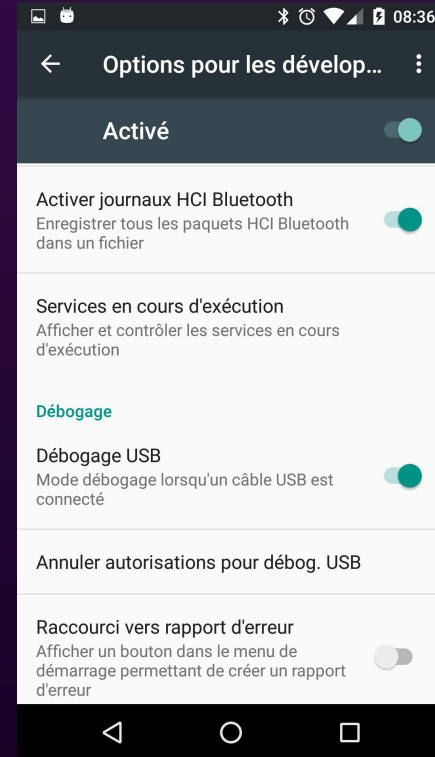 08:36
Options pour les dévelop...
Activé
Activer journaux HCI Bluetooth
Enregistrer tous les paquets HCI Bluetooth
dans un fichier
Services en cours d'exécution
Afficher et contrôler les services en cours
d'exécution
Débogage
Débogage USB
Mode débogage lorsqu'un câble USB est
connecté
Annuler autorisations pour débog. USB
Raccourci vers rapport d'erreur
Afficher un bouton dans le menu de
démarrage permettant de créer un rapport
d'erreur